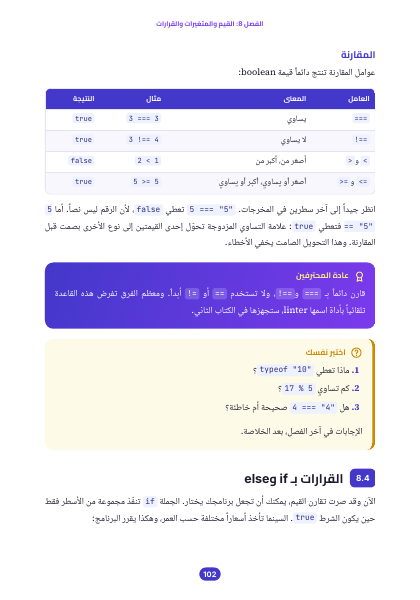 الفصل 8: القيم والمتغيرات والقرارات
المقارنة
عوامل المقارنة تنتج دائماً قيمة boolean:
العامل المعنى مثال النتيجة
=== يساوي 3 === 3 true
!== لا يساوي 3 !== 4 true
< و > أصغر من، أكبر من 2 < 1 false
<= و >= أصغر أو يساوي، أكبر أو يساوي 5 >= 5 true
انظر جيداً إلى آخر سطرين في المخرجات. "5" === 5 تعطي false، لأن الرقم ليس نصاً. أما 5
== "5" فتعطي true: علامة التساوي المزدوجة تحوّل إحدى القيمتين إلى نوع الأخرى بصمت قبل
المقارنة. وهذا التحويل الصامت يخفي الأخطاء.
عادة المحترفين
قارن دائماً بـ === و !==، ولا تستخدم == أو != أبداً. ومعظم الفرق تفرض هذه القاعدة
تلقائياً بأداة اسمها linter، ستجهزها في الكتاب الثاني.
اختبر نفسك
1. ماذا تعطي typeof "10"؟
2. كم تساوي 17 % 5؟
3. هل "4" === 4 صحيحة أم خاطئة؟
الإجابات في آخر الفصل، بعد الخلاصة.
8.4 القرارات بـ if وelse
الآن وقد صرت تقارن القيم، يمكنك أن تجعل برنامجك يختار. الجملة if تنفّذ مجموعة من الأسطر فقط
حين يكون الشرط true. السينما تأخذ أسعاراً مختلفة حسب العمر، وهكذا يقرر البرنامج:
102